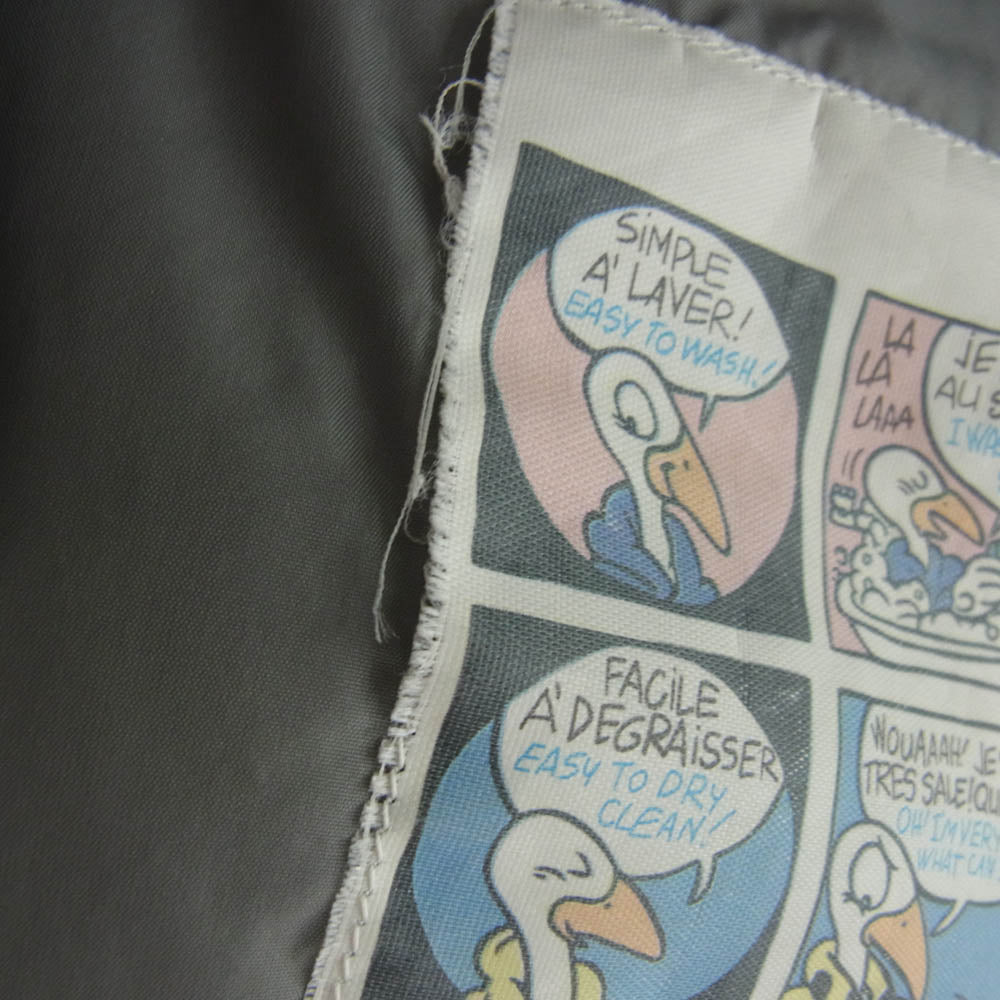 SiMPLE
A' LAVER!
EASY TO WASH!
LA
LA
LAAA
JE
AU
I WA
FACiLE
A' DEGRAiSSER
EASY TO DRY
CLEAN!
WOUAAAH! JE
TRES SALE! QU
OH! I'M VERY
WHAT CAN